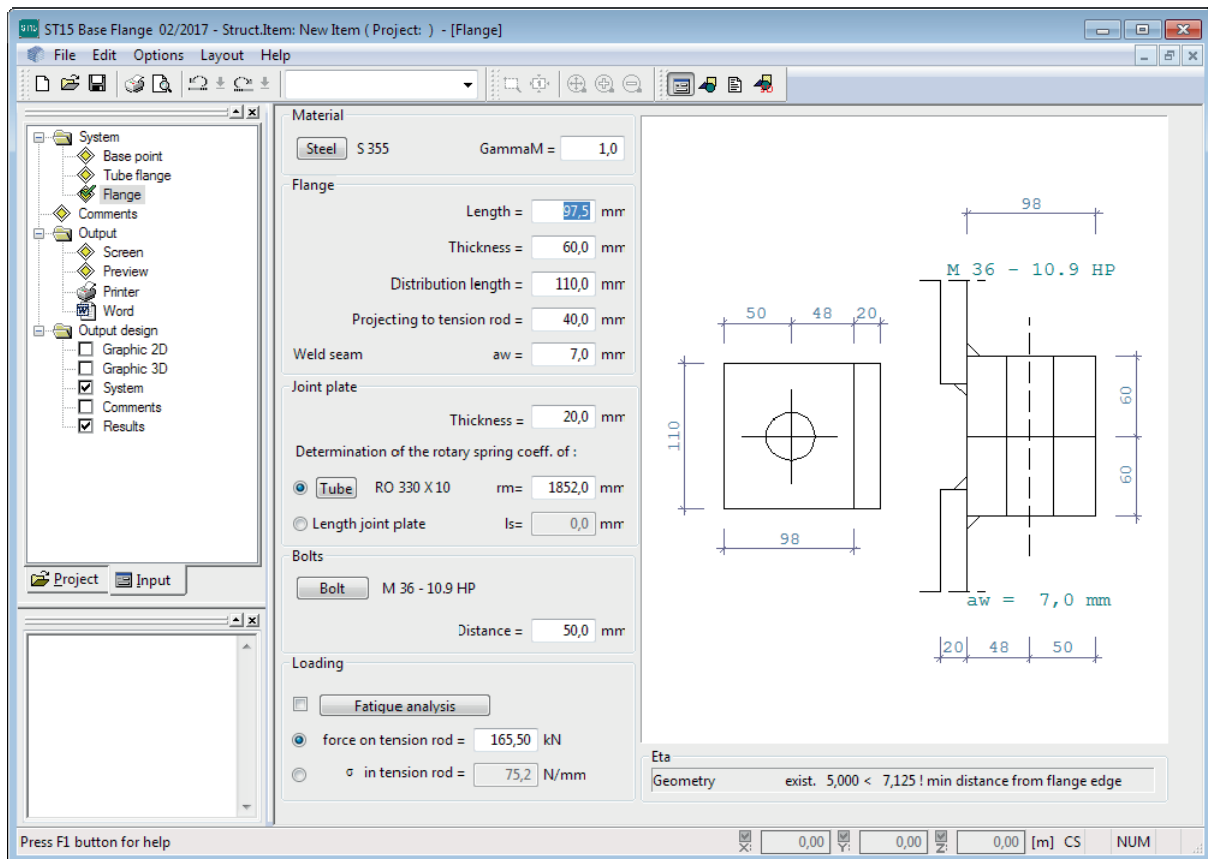 ST15 Base Flange 02/2017 - Struct.Item: New Item ( Project: ) - [Flange]
File Edit Options Layout Help
System
Base point
Tube flange
Flange
Comments
Output
Screen
Preview
Printer
Word
Output design
Graphic 2D
Graphic 3D
System
Comments
Results
Project Input
Material
Steel S 355 GammaM = 1,0
Flange
Length = 97,5 mm
Thickness = 60,0 mm
Distribution length = 110,0 mm
Projecting to tension rod = 40,0 mm
Weld seam aw = 7,0 mm
Joint plate
Thickness = 20,0 mm
Determination of the rotary spring coeff. of :
Tube RO 330 X 10 rm= 1852,0 mm
Length joint plate ls= 0,0 mm
Bolts
Bolt M 36 - 10.9 HP
Distance = 50,0 mm
Loading
Fatique analysis
force on tension rod = 165,50 kN
σ in tension rod = 75,2 N/mm
98
M 36 - 10.9 HP
50 48 20
110
98
60
60
aw = 7,0 mm
20 48 50
Eta
Geometry exist. 5,000 < 7,125 ! min distance from flange edge
Press F1 button for help
X: 0,00 Y: 0,00 Z: 0,00 [m] CS NUM